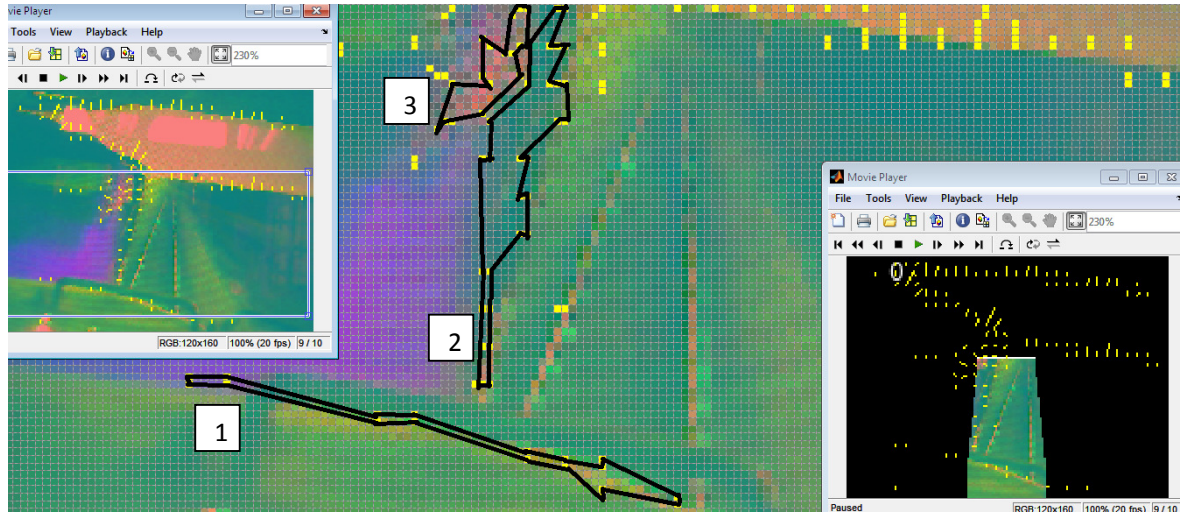 vie Player
Tools View Playback Help
230%
3
RGB:120x160 100% (20 fps) 9 / 10
2
1
Movie Player
File Tools View Playback Help
230%
0
Paused
RGB:120x160 100% (20 fps) 9 / 10